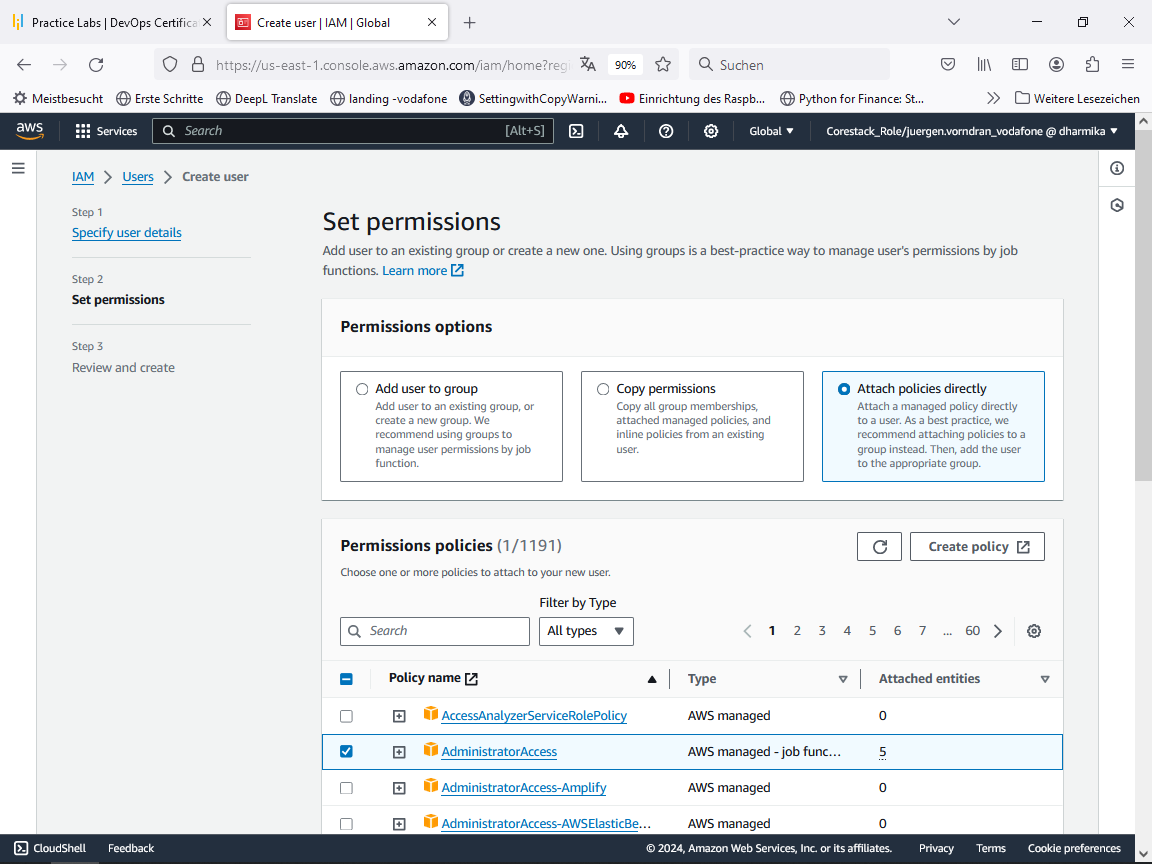 Practice Labs | DevOps Certifica
Create user | IAM | Global
https://us-east-1.console.aws.amazon.com/iam/home?regi
90%
Suchen
Meistbesucht
Erste Schritte
DeepL Translate
landing -vodafone
SettingwithCopyWarni...
Einrichtung des Raspb...
Python for Finance: St...
Weitere Lesezeichen
aws
Services
Search
[Alt+S]
Global
Corestack_Role/juergen.vorndran_vodafone @ dharmika
IAM
Users
Create user
Step 1
Specify user details
Step 2
Set permissions
Step 3
Review and create
Set permissions
Add user to an existing group or create a new one. Using groups is a best-practice way to manage user's permissions by job
functions. Learn more
Permissions options
Add user to group
Add user to an existing group, or
create a new group. We
recommend using groups to
manage user permissions by job
function.
Copy permissions
Copy all group memberships,
attached managed policies, and
inline policies from an existing
user.
Attach policies directly
Attach a managed policy directly
to a user. As a best practice, we
recommend attaching policies to a
group instead. Then, add the user
to the appropriate group.
Permissions policies (1/1191)
Create policy
Choose one or more policies to attach to your new user.
Filter by Type
Search
All types
1 2 3 4 5 6 7 ... 60
Policy name
Type
Attached entities
AccessAnalyzerServiceRolePolicy
AWS managed
0
AdministratorAccess
AWS managed - job func...
5
AdministratorAccess-Amplify
AWS managed
0
AdministratorAccess-AWSElasticBe...
AWS managed
0
CloudShell
Feedback
© 2024, Amazon Web Services, Inc. or its affiliates.
Privacy
Terms
Cookie preferences